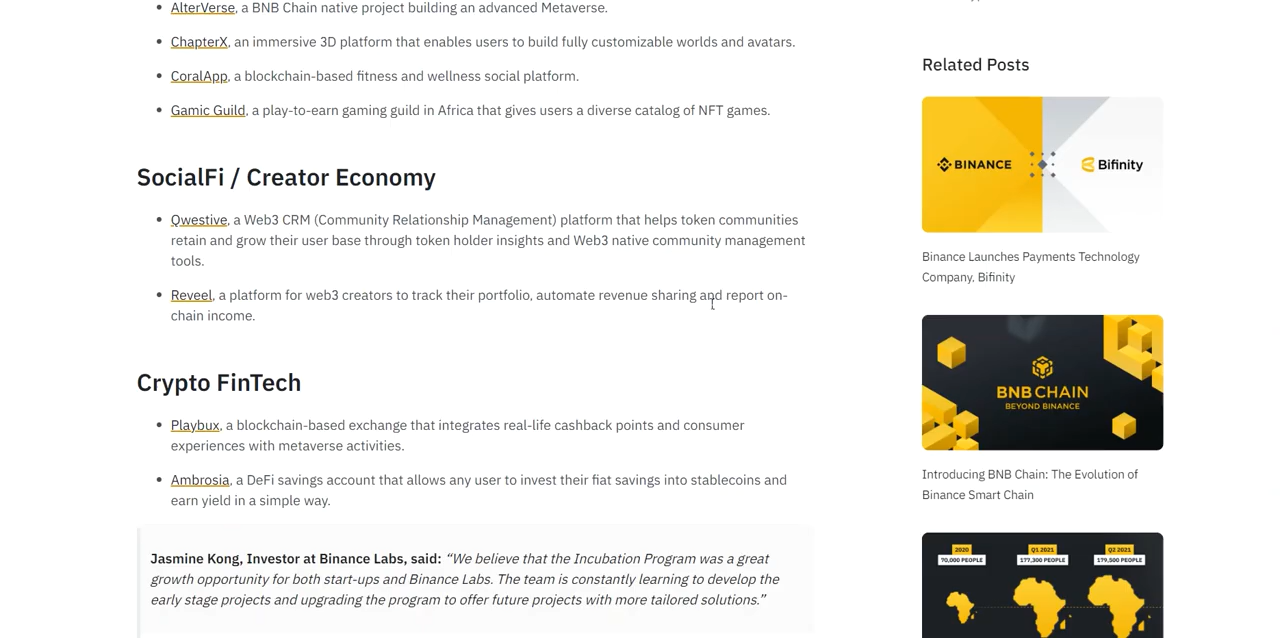 AlterVerse, a BNB Chain native project building an advanced Metaverse.
ChapterX, an immersive 3D platform that enables users to build fully customizable worlds and avatars.
CoralApp, a blockchain-based fitness and wellness social platform.
Gamic Guild, a play-to-earn gaming guild in Africa that gives users a diverse catalog of NFT games.
SocialFi / Creator Economy
Qwestive, a Web3 CRM (Community Relationship Management) platform that helps token communities
retain and grow their user base through token holder insights and Web3 native community management
tools.
Reveel, a platform for web3 creators to track their portfolio, automate revenue sharing and report on-
chain income.
Crypto FinTech
Playbux, a blockchain-based exchange that integrates real-life cashback points and consumer
experiences with metaverse activities.
Ambrosia, a DeFi savings account that allows any user to invest their fiat savings into stablecoins and
earn yield in a simple way.
Jasmine Kong, Investor at Binance Labs, said: “We believe that the Incubation Program was a great
growth opportunity for both start-ups and Binance Labs. The team is constantly learning to develop the
early stage projects and upgrading the program to offer future projects with more tailored solutions.”
Related Posts
BINANCE
Bifinity
Binance Launches Payments Technology
Company, Bifinity
BNB CHAIN
BEYOND BINANCE
Introducing BNB Chain: The Evolution of
Binance Smart Chain
2020
Q1 2021
Q2 2021
70,000 PEOPLE
177,300 PEOPLE
179,500 PEOPLE